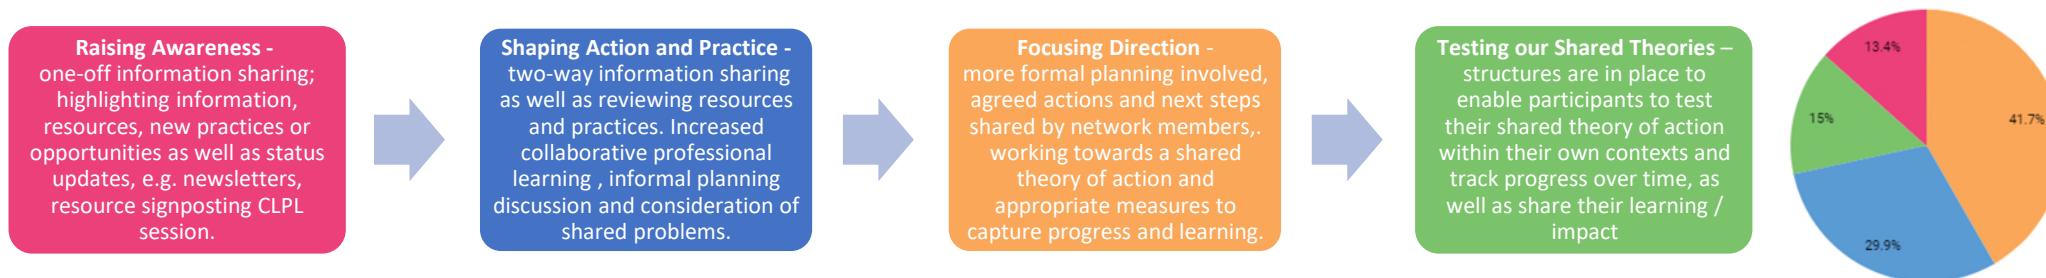 Raising Awareness -
one-off information sharing;
highlighting information,
resources, new practices or
opportunities as well as status
updates, e.g. newsletters,
resource signposting CLPL
session.
Shaping Action and Practice -
two-way information sharing
as well as reviewing resources
and practices. Increased
collaborative professional
learning , informal planning
discussion and consideration of
shared problems.
Focusing Direction -
more formal planning involved,
agreed actions and next steps
shared by network members,.
working towards a shared
theory of action and
appropriate measures to
capture progress and learning.
Testing our Shared Theories –
structures are in place to
enable participants to test
their shared theory of action
within their own contexts and
track progress over time, as
well as share their learning /
impact
13.4%
15%
41.7%
29.9%